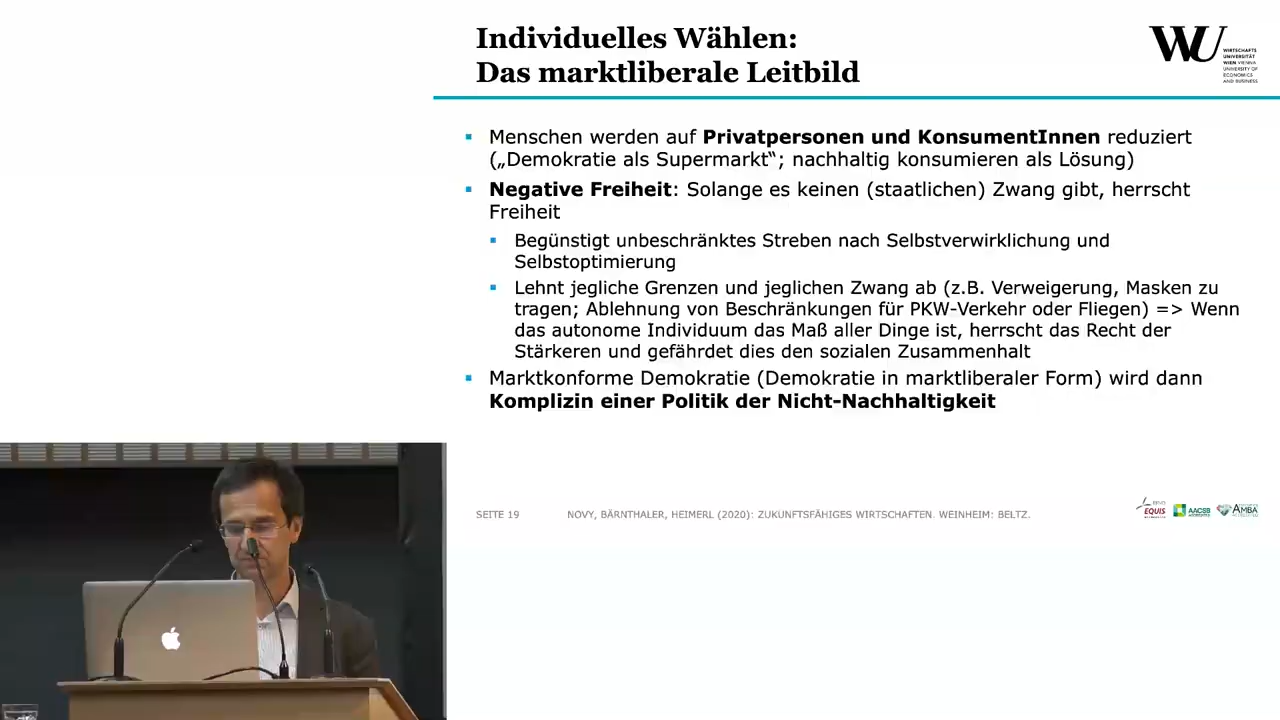 Individuelles Wählen:
Das marktliberale Leitbild
WU
WIRTSCHAFTS
UNIVERSITÄT
WIEN VIENNA
UNIVERSITY OF
ECONOMICS
AND BUSINESS
Menschen werden auf Privatpersonen und KonsumentInnen reduziert
(„Demokratie als Supermarkt“; nachhaltig konsumieren als Lösung)
Negative Freiheit: Solange es keinen (staatlichen) Zwang gibt, herrscht
Freiheit
Begünstigt unbeschränktes Streben nach Selbstverwirklichung und
Selbstoptimierung
Lehnt jegliche Grenzen und jeglichen Zwang ab (z.B. Verweigerung, Masken zu
tragen; Ablehnung von Beschränkungen für PKW-Verkehr oder Fliegen) => Wenn
das autonome Individuum das Maß aller Dinge ist, herrscht das Recht der
Stärkeren und gefährdet dies den sozialen Zusammenhalt
Marktkonforme Demokratie (Demokratie in marktliberaler Form) wird dann
Komplizin einer Politik der Nicht-Nachhaltigkeit
SEITE 19
NOVY, BÄRNTHALER, HEIMERL (2020): ZUKUNFTSFÄHIGES WIRTSCHAFTEN. WEINHEIM: BELTZ.
EQUIS
AACSB
AMBA